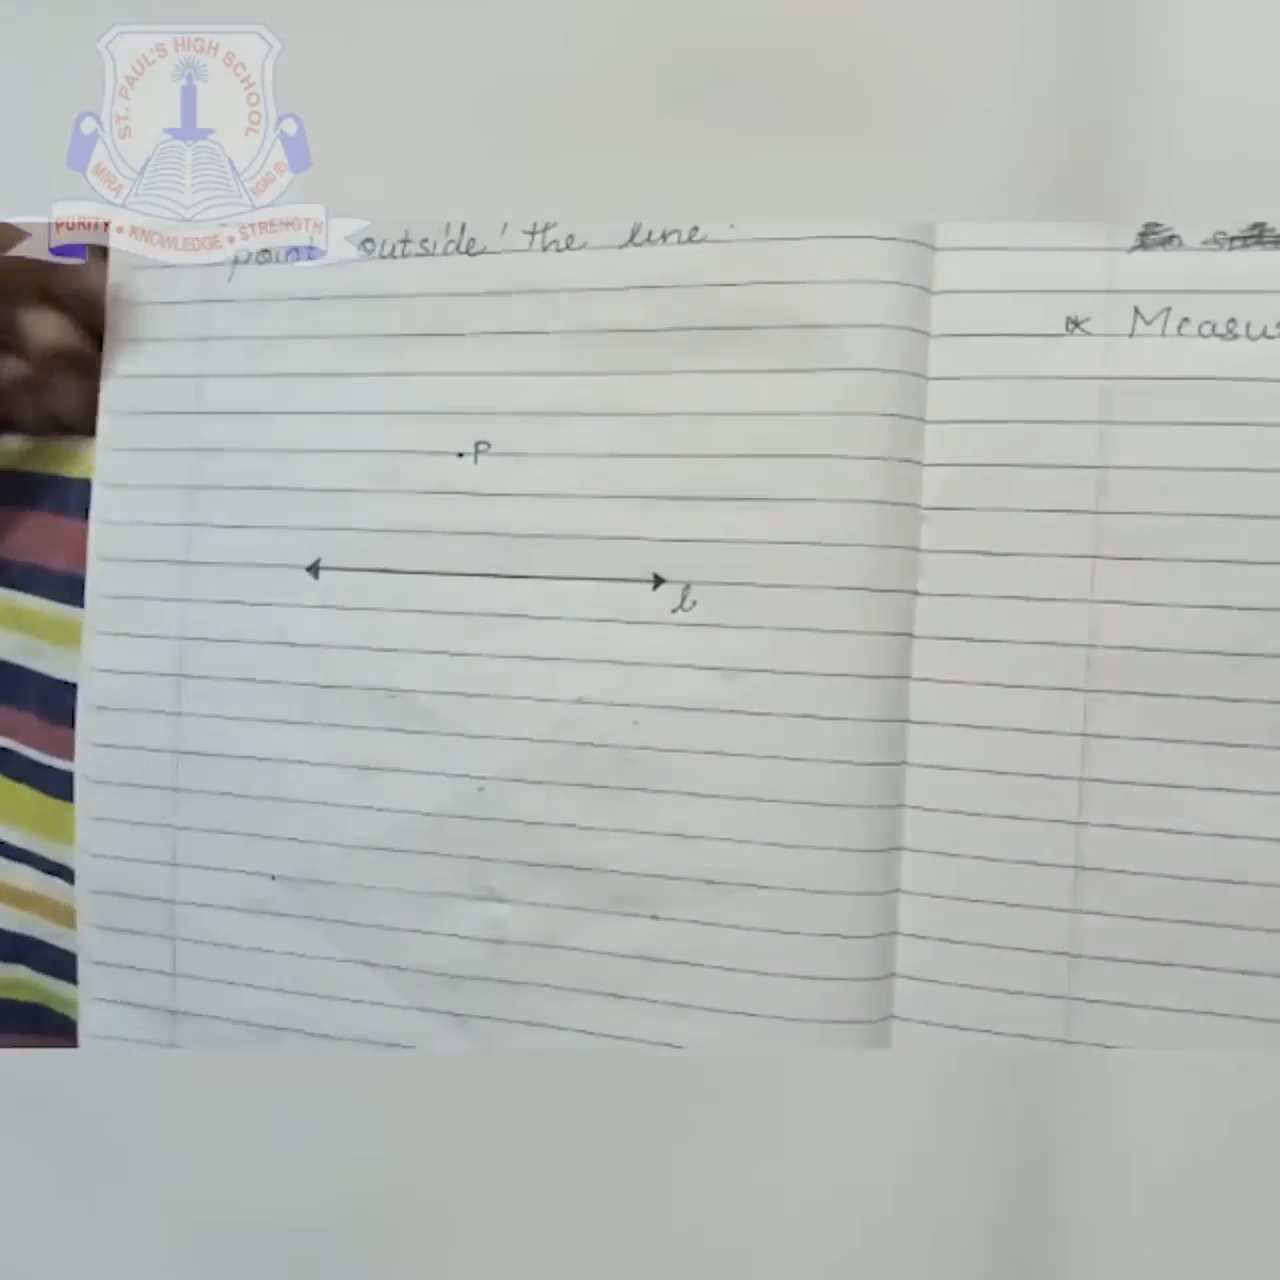 ST. PAUL'S HIGH SCHOOL
MIRA ROAD (E)
PURITY • KNOWLEDGE • STRENGTH
point outside' the line.
P
l
* Measu